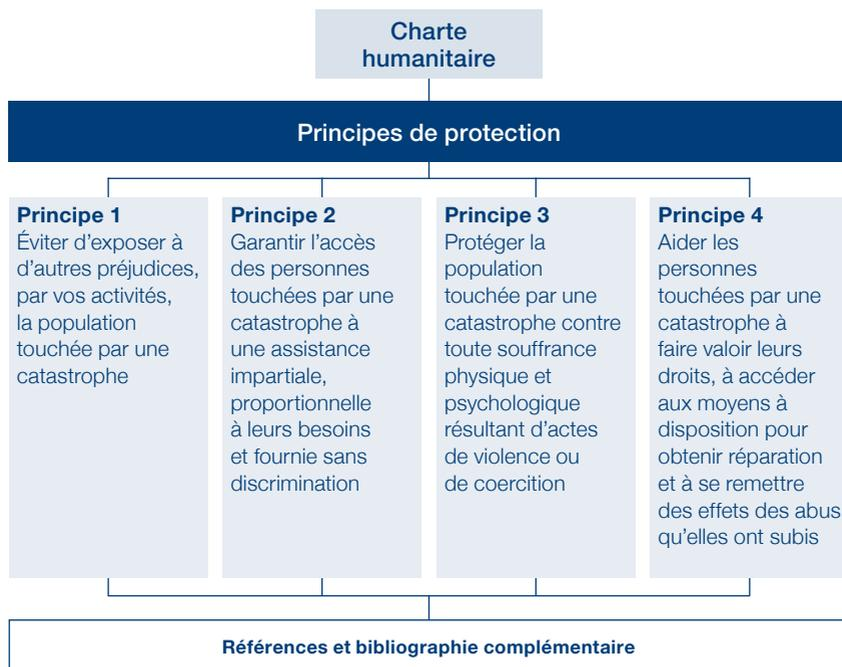 Charte
humanitaire
Principes de protection
Principe 1
Éviter d’exposer à
d’autres préjudices,
par vos activités,
la population
touchée par une
catastrophe
Principe 2
Garantir l’accès
des personnes
touchées par une
catastrophe à
une assistance
impartiale,
proportionnelle
à leurs besoins
et fournie sans
discrimination
Principe 3
Protéger la
population
touchée par une
catastrophe contre
toute souffrance
physique et
psychologique
résultant d’actes
de violence ou
de coercition
Principe 4
Aider les
personnes
touchées par une
catastrophe à
faire valoir leurs
droits, à accéder
aux moyens à
disposition pour
obtenir réparation
et à se remettre
des effets des abus
qu’elles ont subis
Références et bibliographie complémentaire